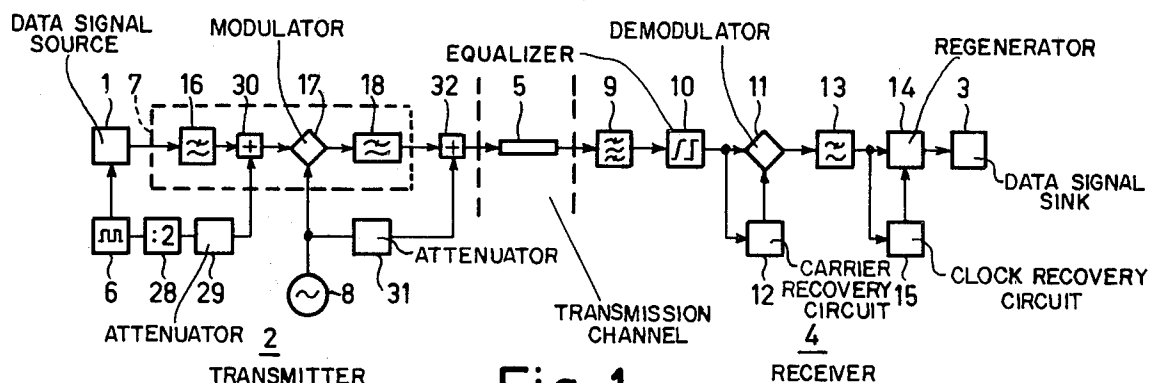 DATA SIGNAL
SOURCE
MODULATOR
DEMODULATOR
EQUALIZER
REGENERATOR
1 7 16 30 17 18 32 5 9 10 11 13 14 3
:2
DATA SIGNAL
SINK
6 28 29 8 31
ATTENUATOR
ATTENUATOR
12 CARRIER
RECOVERY
CIRCUIT
15
CLOCK RECOVERY
CIRCUIT
TRANSMISSION
CHANNEL
2
TRANSMITTER
4
RECEIVER
Fig. 1